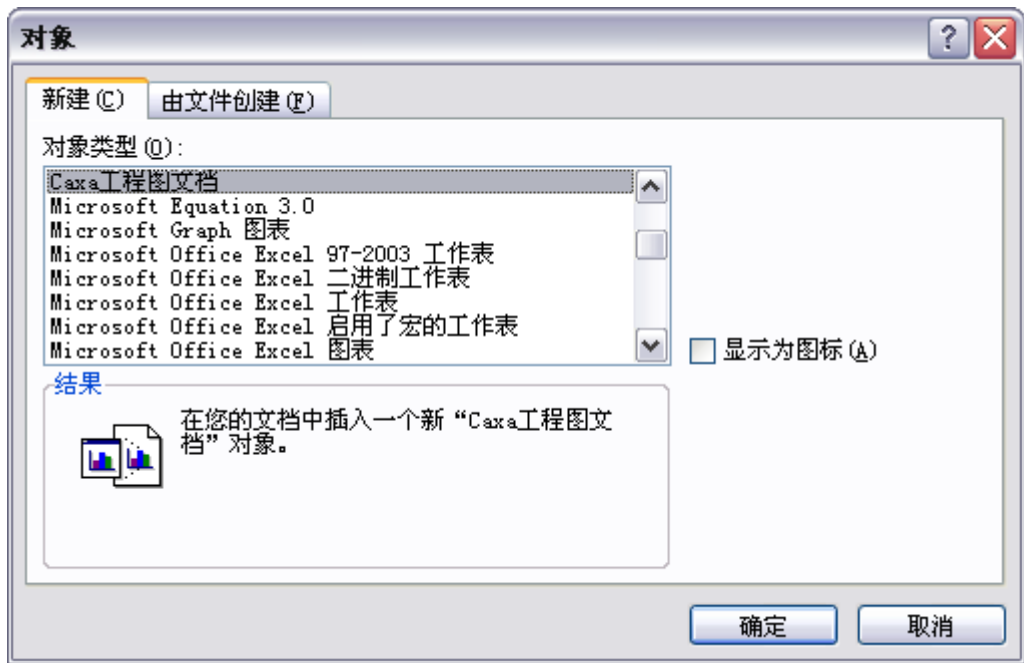 对象
新建(C) 由文件创建(F)
对象类型(O):
Caxa工程图文档
Microsoft Equation 3.0
Microsoft Graph 图表
Microsoft Office Excel 97-2003 工作表
Microsoft Office Excel 二进制工作表
Microsoft Office Excel 工作表
Microsoft Office Excel 启用了宏的工作表
Microsoft Office Excel 图表
显示为图标(A)
结果
在您的文档中插入一个新“Caxa工程图文
档”对象。
确定 取消